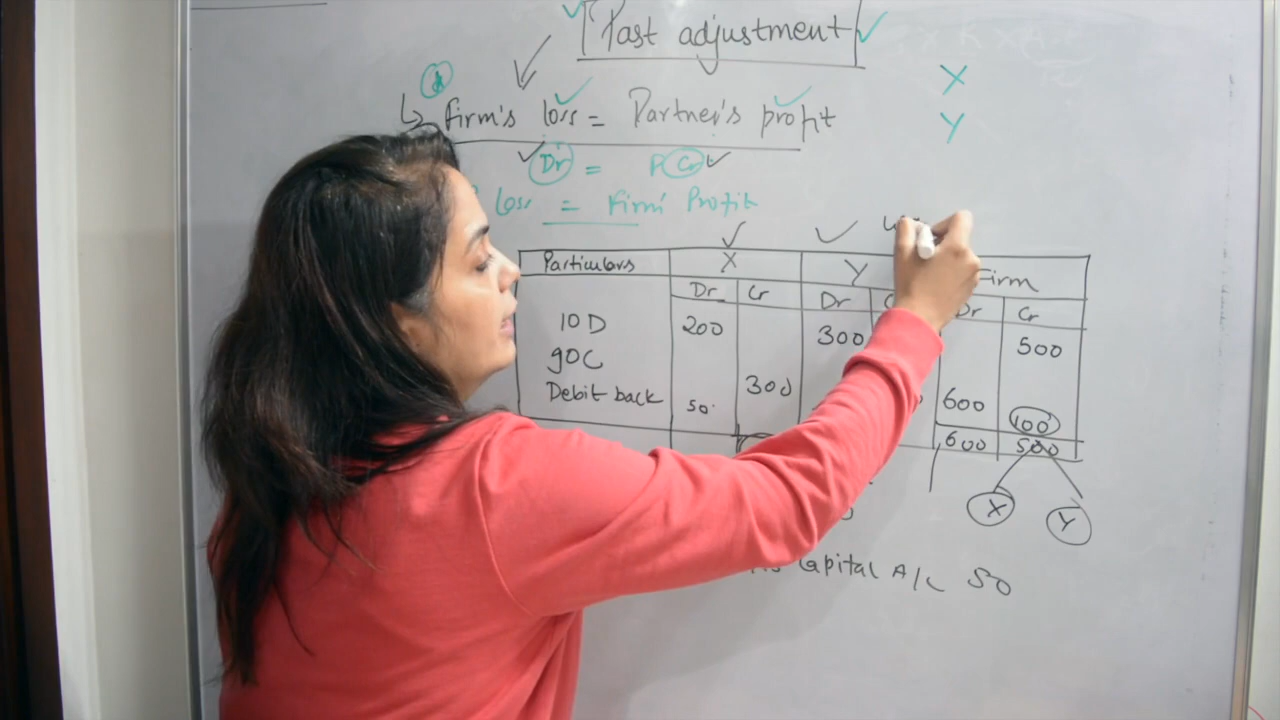 Past adjustment
Firm's loss = Partner's profit
Dr = P Cr
loss = Firm' Profit
Particulars X Y Firm
Dr Cr Dr Dr Cr
IOD 200 300 500
IOC 300 600
Debit back 50 100
600 500
X Y
Capital A/c 50
X
Y